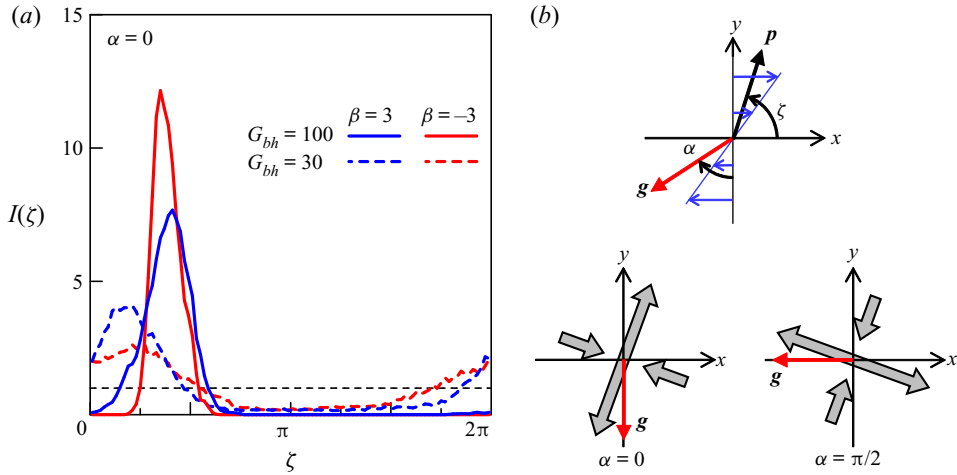 (a)
α = 0
15
10
5
0
I(ζ)
β = 3 β = –3
G_bh = 100
G_bh = 30
π
2π
ζ
(b)
y
p
ζ
x
α
g
y
x
g
α = 0
y
x
g
α = π/2